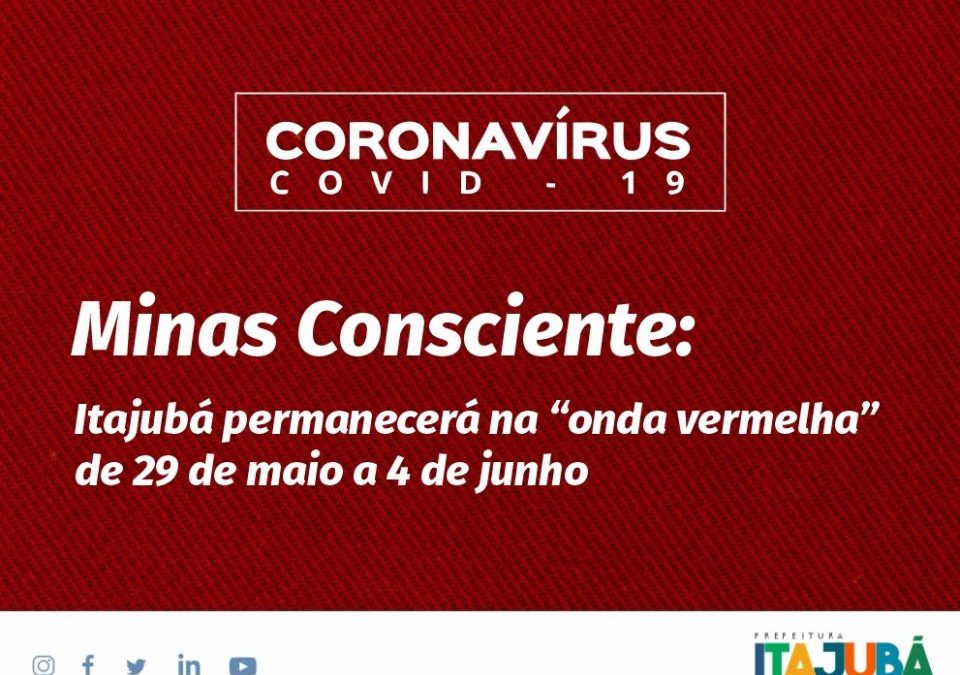 CORONAVÍRUS
COVID - 19
Minas Consciente:
Itajubá permanecerá na “onda vermelha”
de 29 de maio a 4 de junho
PREFEITURA
ITAJUBÁ